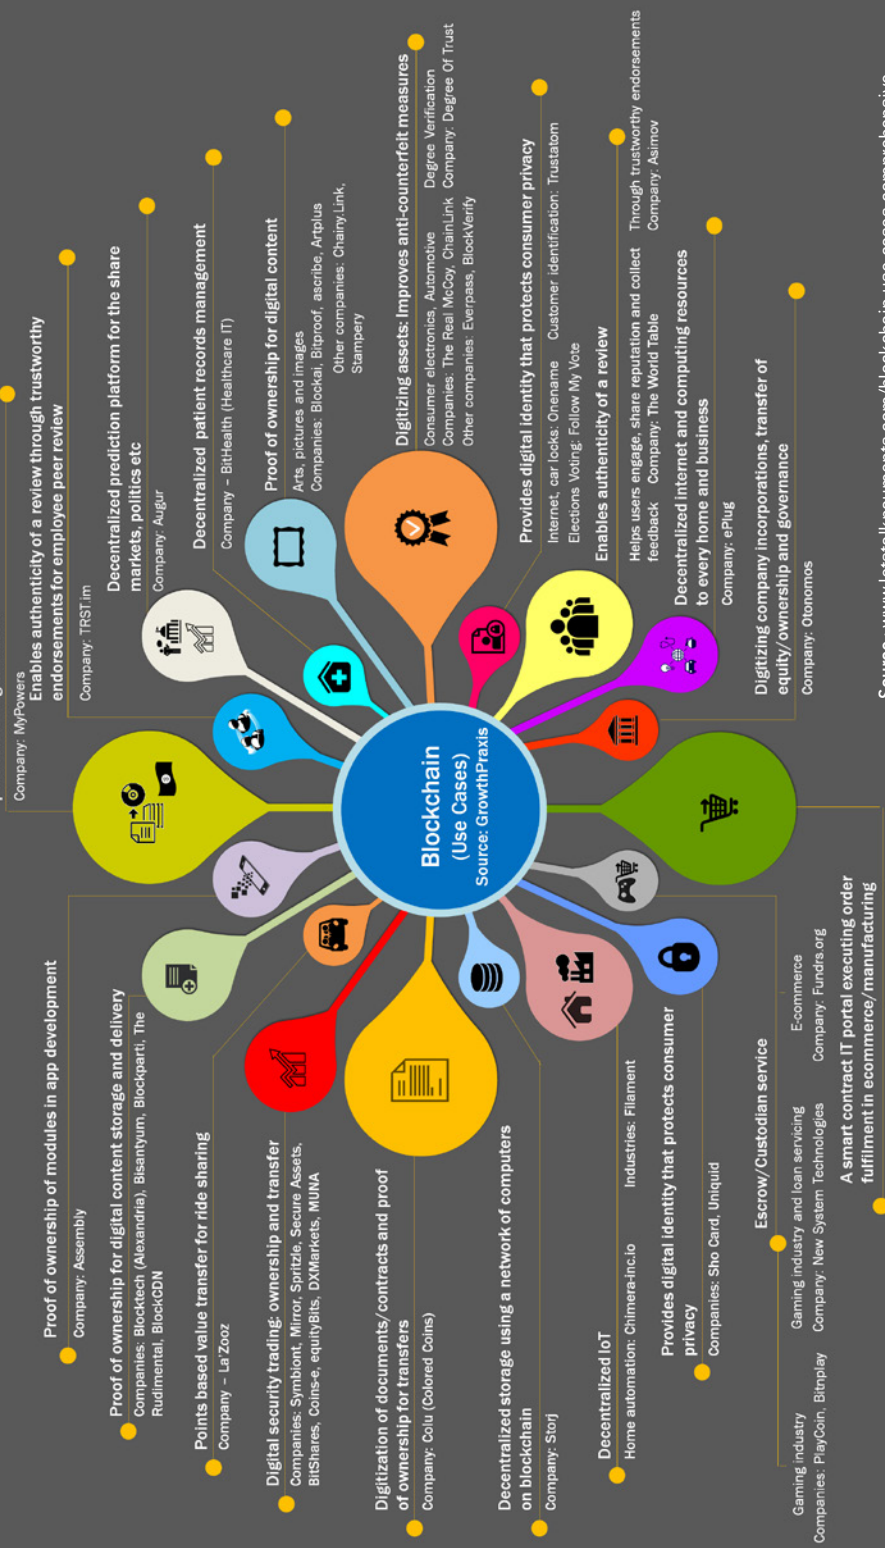 Proof of ownership of modules in app development
Company: Assembly
Proof of ownership for digital content storage and delivery
Companies: Blocktech (Alexandria), Bisantyum, Blockparti, The
Rudimental, BlockCDN
Points based value transfer for ride sharing
Company – La'Zooz
Digital security trading: ownership and transfer
Companies: Symbiont, Mirror, Spritzle, Secure Assets,
BitShares, Coins-e, equityBits, DXMarkets, MUNA
Digitization of documents/contracts and proof
of ownership for transfers
Company: Colu (Colored Coins)
Decentralized storage using a network of computers
on blockchain
Company: Storj
Decentralized IoT
Home automation: Chimera-inc.io Industries: Filament
Provides digital identity that protects consumer
privacy
Companies: Sho Card, Uniquid
Escrow/Custodian service
Gaming industry
Companies: PlayCoin, Bitnplay
Gaming industry and loan servicing
Company: New System Technologies
E-commerce
Company: Fundrs.org
A smart contract IT portal executing order
fulfilment in ecommerce/manufacturing
Blockchain
(Use Cases)
Source: GrowthPraxis
Company: MyPowers
Enables authenticity of a review through trustworthy
endorsements for employee peer review
Company: TRST.im
Decentralized prediction platform for the share
markets, politics etc
Company: Augur
Decentralized patient records management
Company – BitHealth (Healthcare IT)
Proof of ownership for digital content
Arts, pictures and images
Companies: Blockai, Bitproof, ascribe, Artplus
Other companies: Chainy.Link,
Stampery
Digitizing assets: Improves anti-counterfeit measures
Consumer electronics, Automotive Degree Verification
Companies: The Real McCoy, ChainLink Company: Degree Of Trust
Other companies: Everpass, BlockVerify
Provides digital identity that protects consumer privacy
Internet, car locks: Onename Customer identification: Trustatom
Elections Voting: Follow My Vote
Enables authenticity of a review
Helps users engage, share reputation and collect Through trustworthy endorsements
feedback Company: The World Table Company: Asimov
Decentralized internet and computing resources
to every home and business
Company: ePlug
Digitizing company incorporations, transfer of
equity/ownership and governance
Company: Otonomos